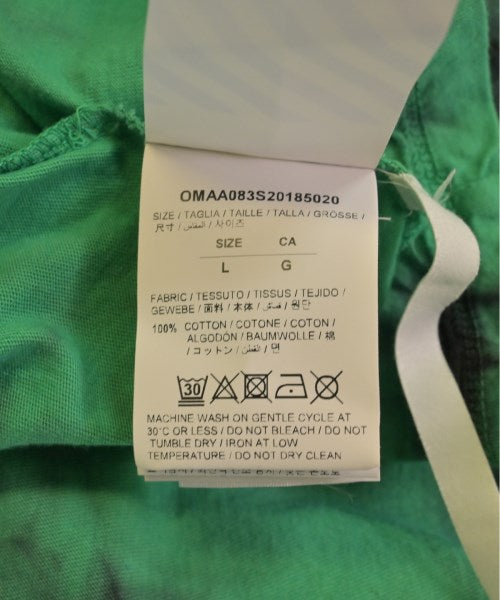 OMAA083S20185020
SIZE / TAGLIA / TAILLE / TALLA / GRÖSSE /
尺寸 / المقاس / 사이즈
SIZE CA
L G
FABRIC / TESSUTO / TISSUS / TEJIDO /
GEWEBE / 面料 / 本体 / قماش / 원단
100% COTTON / COTONE / COTON /
ALGODÓN / BAUMWOLLE / 棉
/ コットン / القطن / 면
30
MACHINE WASH ON GENTLE CYCLE AT
30°C OR LESS / DO NOT BLEACH / DO NOT
TUMBLE DRY / IRON AT LOW
TEMPERATURE / DO NOT DRY CLEAN